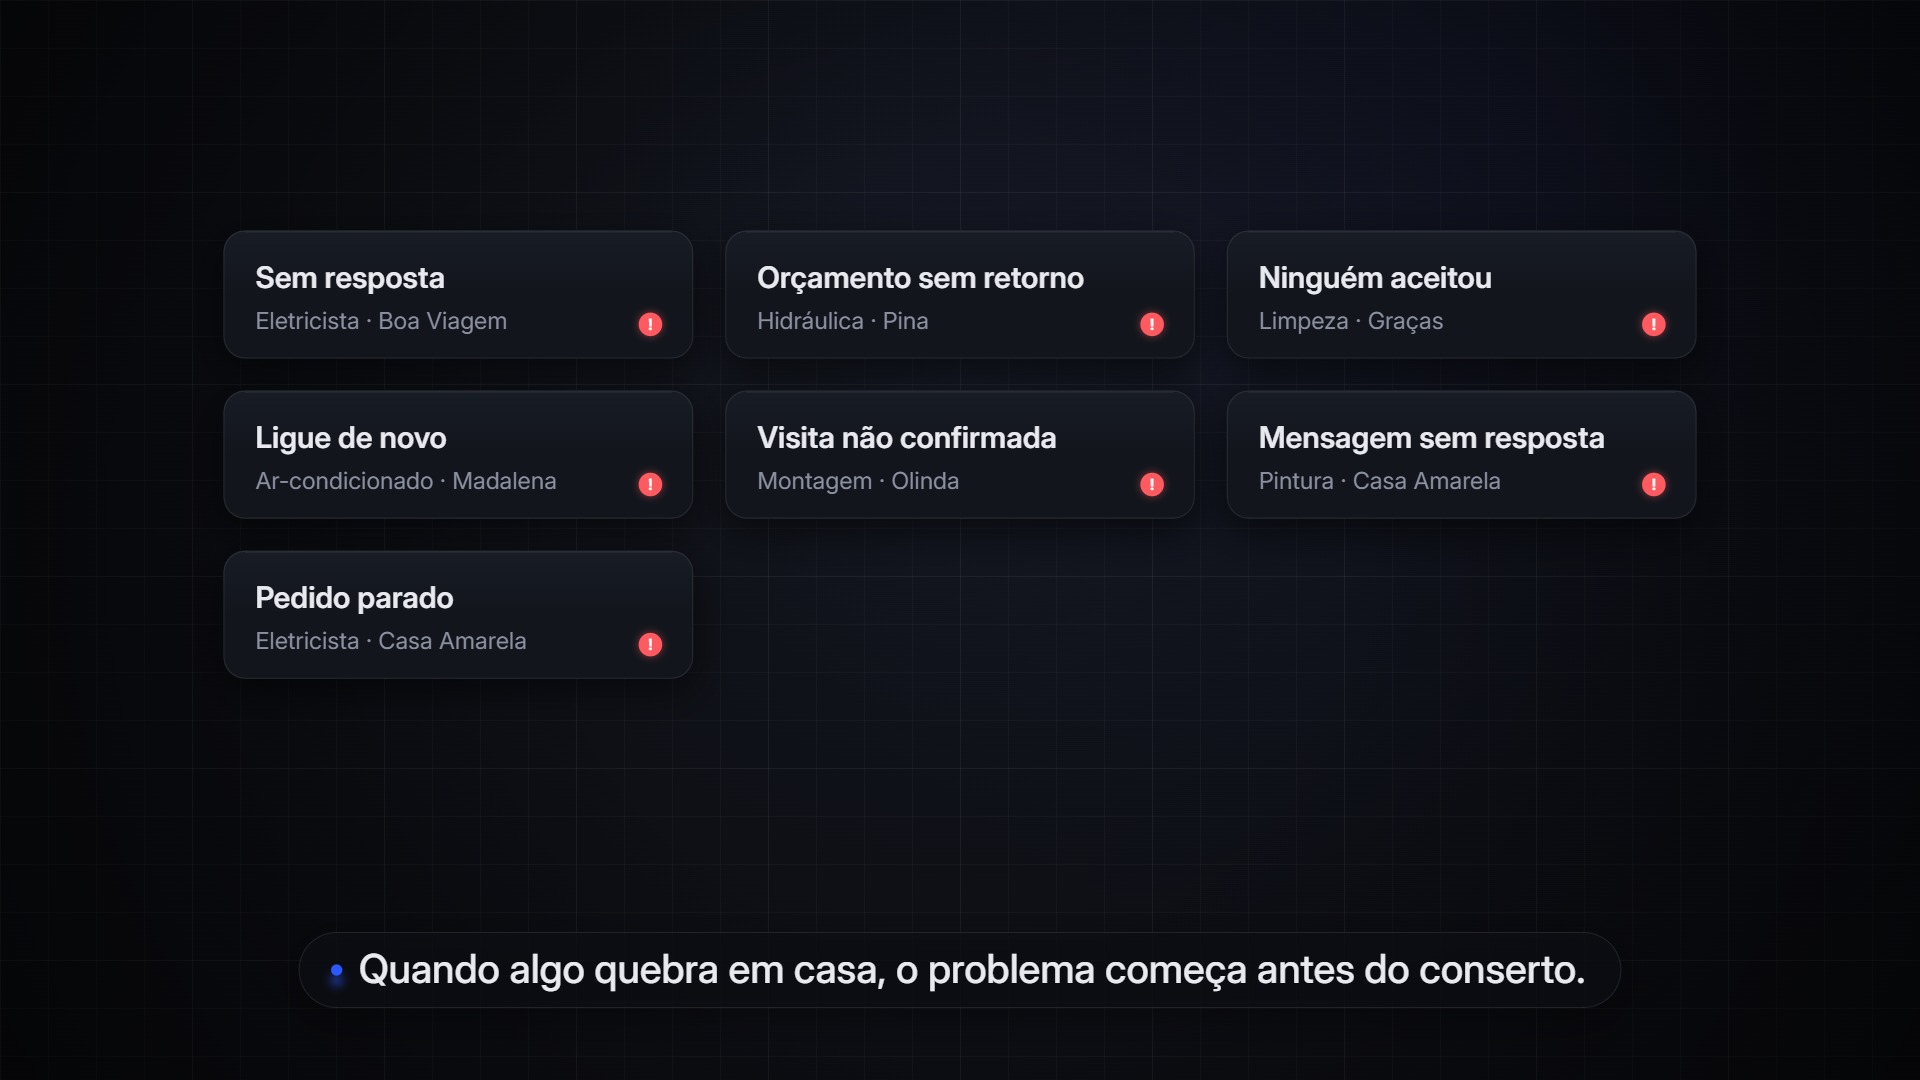 Sem resposta
Eletricista · Boa Viagem
!
Orçamento sem retorno
Hidráulica · Pina
!
Ninguém aceitou
Limpeza · Graças
!
Ligue de novo
Ar-condicionado · Madalena
!
Visita não confirmada
Montagem · Olinda
!
Mensagem sem resposta
Pintura · Casa Amarela
!
Pedido parado
Eletricista · Casa Amarela
!
Quando algo quebra em casa, o problema começa antes do conserto.